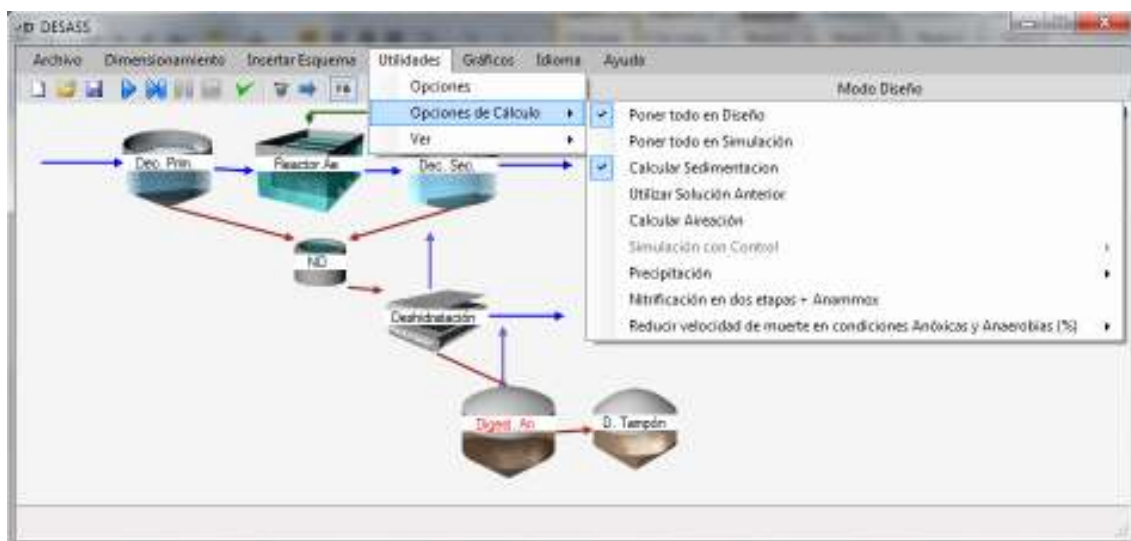 DESASS
Archivo Dimensionamiento Insertar Esquema Utilidades Gráficos Idioma Ayuda
Modo Diseño
Opciones
Opciones de Cálculo
Ver
Poner todo en Diseño
Poner todo en Simulación
Calcular Sedimentacion
Utilizar Solución Anterior
Calcular Aireación
Simulación con Control
Precipitación
Nitrificación en dos etapas + Anammox
Reducir velocidad de muerte en condiciones Anóxicas y Anaerobias (%)
Dec. Prim.
Reactor Ae
Dec. Sec.
Deshidratación
Digest. An
D. Tampón